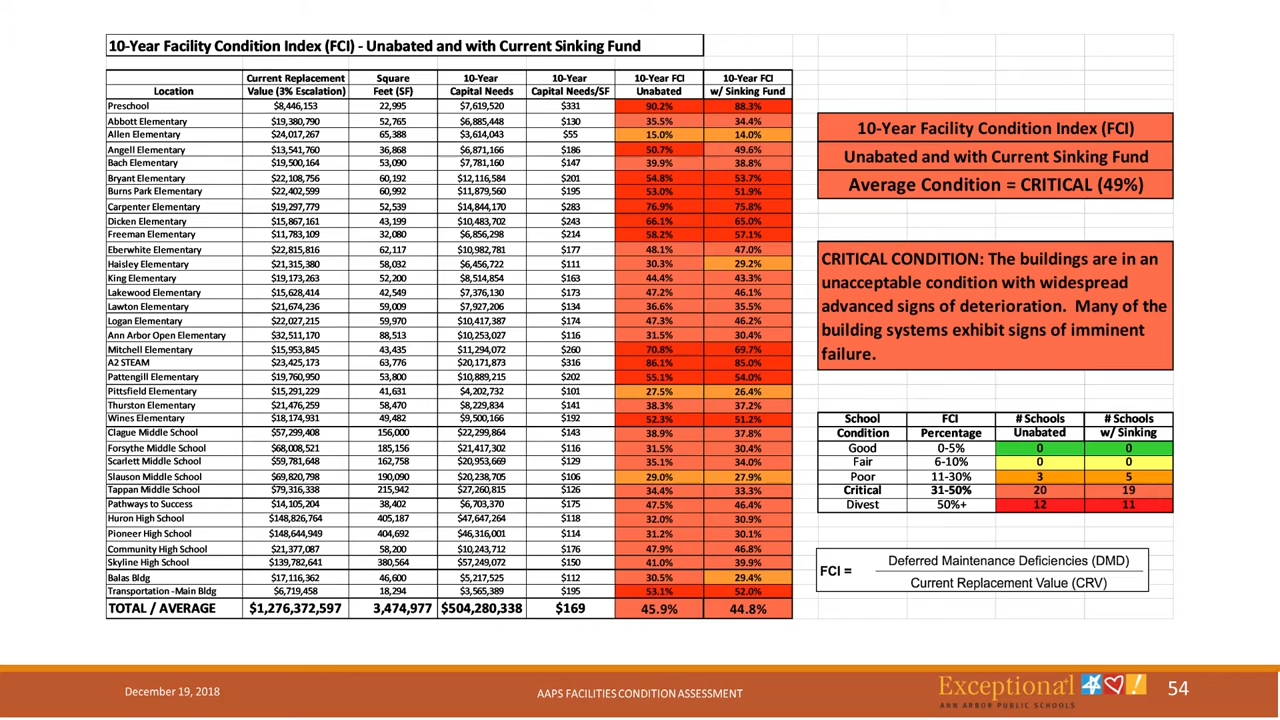 10-Year Facility Condition Index (FCI) - Unabated and with Current Sinking Fund
Location Current Replacement Value (3% Escalation) Square Feet (SF) 10-Year Capital Needs 10-Year Capital Needs/SF 10-Year FCI Unabated 10-Year FCI w/ Sinking Fund
Preschool $8,446,153 22,995 $7,619,520 $331 90.2% 88.3%
Abbott Elementary $19,380,790 52,765 $6,885,448 $130 35.5% 34.4%
Allen Elementary $24,017,267 65,388 $3,614,043 $55 15.0% 14.0%
Angell Elementary $13,541,760 36,868 $6,871,166 $186 50.7% 49.6%
Bach Elementary $19,500,164 53,090 $7,781,160 $147 39.9% 38.8%
Bryant Elementary $22,108,756 60,192 $12,116,584 $201 54.8% 53.7%
Burns Park Elementary $22,402,599 60,992 $11,879,560 $195 53.0% 51.9%
Carpenter Elementary $19,297,779 52,539 $14,844,170 $283 76.9% 75.8%
Dicken Elementary $15,867,161 43,199 $10,483,702 $243 66.1% 65.0%
Freeman Elementary $11,783,109 32,080 $6,856,298 $214 58.2% 57.1%
Eberwhite Elementary $22,815,816 62,117 $10,982,781 $177 48.1% 47.0%
Haisley Elementary $21,315,380 58,032 $6,456,722 $111 30.3% 29.2%
King Elementary $19,173,263 52,200 $8,514,854 $163 44.4% 43.3%
Lakewood Elementary $15,628,414 42,549 $7,376,130 $173 47.2% 46.1%
Lawton Elementary $21,674,236 59,009 $7,927,206 $134 36.6% 35.5%
Logan Elementary $22,027,215 59,970 $10,417,387 $174 47.3% 46.2%
Ann Arbor Open Elementary $32,511,170 88,513 $10,253,027 $116 31.5% 30.4%
Mitchell Elementary $15,953,845 43,435 $11,294,072 $260 70.8% 69.7%
A2 STEAM $23,425,173 63,776 $20,171,873 $316 86.1% 85.0%
Pattengill Elementary $19,760,950 53,800 $10,889,215 $202 55.1% 54.0%
Pittsfield Elementary $15,291,229 41,631 $4,202,732 $101 27.5% 26.4%
Thurston Elementary $21,476,259 58,470 $8,229,834 $141 38.3% 37.2%
Wines Elementary $18,174,931 49,482 $9,500,166 $192 52.3% 51.2%
Clague Middle School $57,299,408 156,000 $22,299,864 $143 38.9% 37.8%
Forsythe Middle School $68,008,521 185,156 $21,417,302 $116 31.5% 30.4%
Scarlett Middle School $59,781,648 162,758 $20,953,669 $129 35.1% 34.0%
Slauson Middle School $69,820,798 190,090 $20,238,705 $106 29.0% 27.9%
Tappan Middle School $79,316,338 215,942 $27,260,815 $126 34.4% 33.3%
Pathways to Success $14,105,204 38,402 $6,703,370 $175 47.5% 46.4%
Huron High School $148,826,764 405,187 $47,647,264 $118 32.0% 30.9%
Pioneer High School $148,644,949 404,692 $46,316,001 $114 31.2% 30.1%
Community High School $21,377,087 58,200 $10,243,712 $176 47.9% 46.8%
Skyline High School $139,782,641 380,564 $57,249,072 $150 41.0% 39.9%
Balas Bldg $17,116,362 46,600 $5,217,525 $112 30.5% 29.4%
Transportation -Main Bldg $6,719,458 18,294 $3,565,389 $195 53.1% 52.0%
TOTAL / AVERAGE $1,276,372,597 3,474,977 $504,280,338 $169 45.9% 44.8%
10-Year Facility Condition Index (FCI)
Unabated and with Current Sinking Fund
Average Condition = CRITICAL (49%)
CRITICAL CONDITION: The buildings are in an
unacceptable condition with widespread
advanced signs of deterioration. Many of the
building systems exhibit signs of imminent
failure.
School Condition FCI Percentage # Schools Unabated # Schools w/ Sinking
Good 0-5% 0 0
Fair 6-10% 0 0
Poor 11-30% 3 5
Critical 31-50% 20 19
Divest 50%+ 12 11
FCI = Deferred Maintenance Deficiencies (DMD)
Current Replacement Value (CRV)
December 19, 2018
AAPS FACILITIES CONDITION ASSESSMENT
Exceptional
ANN ARBOR PUBLIC SCHOOLS
54